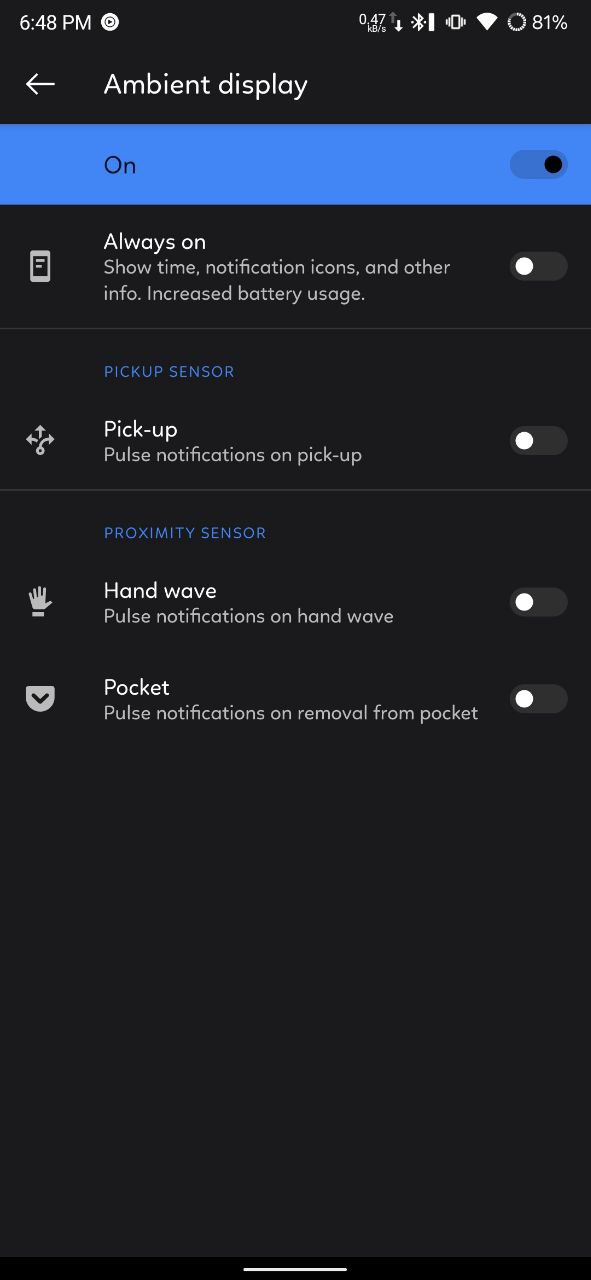 6:48 PM
0.47
kB/s
81%
Ambient display
On
Always on
Show time, notification icons, and other
info. Increased battery usage.
PICKUP SENSOR
Pick-up
Pulse notifications on pick-up
PROXIMITY SENSOR
Hand wave
Pulse notifications on hand wave
Pocket
Pulse notifications on removal from pocket